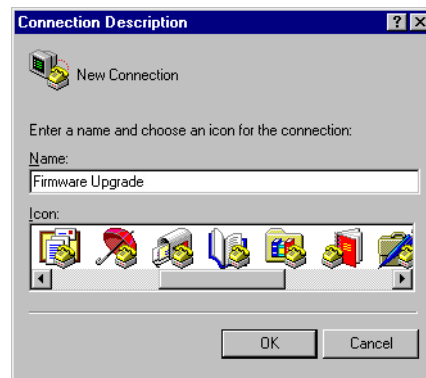 Connection Description
New Connection
Enter a name and choose an icon for the connection:
Name:
Firmware Upgrade
Icon:
OK Cancel